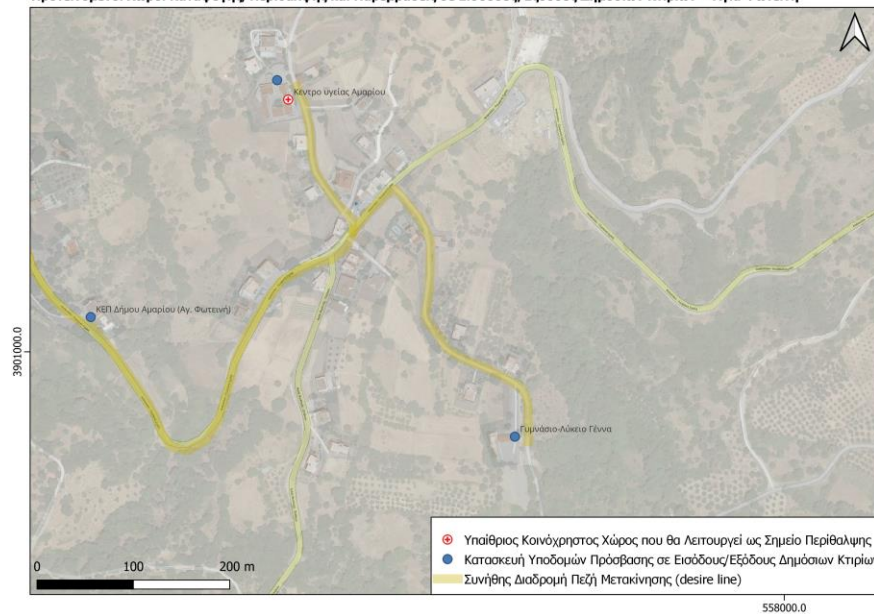 Κέντρο υγείας Αμαρίου
ΚΕΠ Δήμου Αμαρίου (Αγ. Φωτεινή)
3901000.0
Γυμνάσιο-Λύκειο Γέννα
Υπαίθριος Κοινόχρηστος Χώρος που θα Λειτουργεί ως Σημείο Περίθαλψης
Κατασκευή Υποδομών Πρόσβασης σε Εισόδους/Εξόδους Δημόσιων Κτιρίων
Συνήθης Διαδρομή Πεζή Μετακίνησης (desire line)
0 100 200 m
558000.0